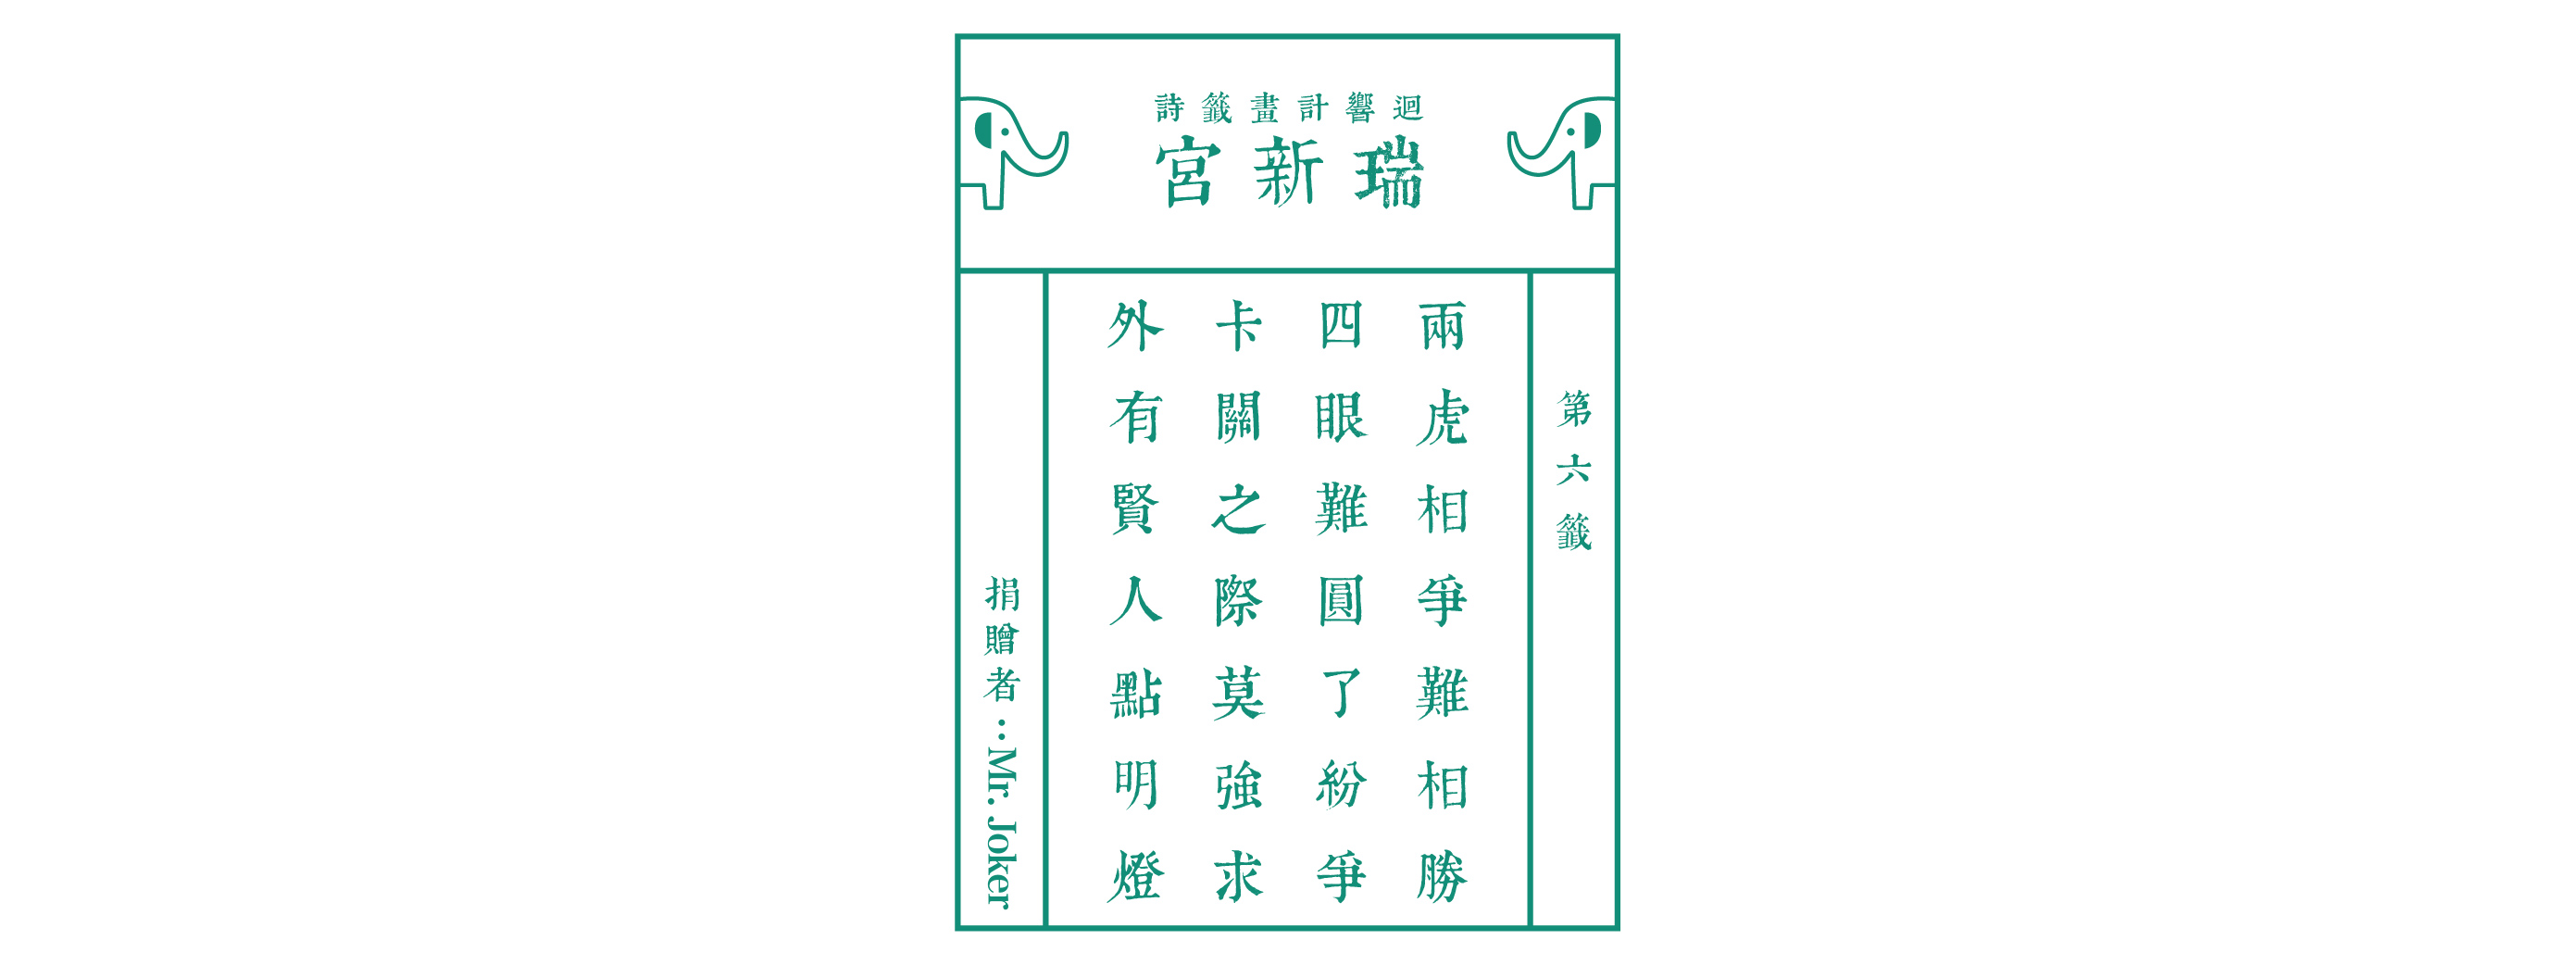 迴響計畫籤詩
瑞新宮
第六籤
兩虎相爭難相勝
四眼難圓了紛爭
卡關之際莫強求
外有賢人點明燈
捐贈者：Mr. Joker